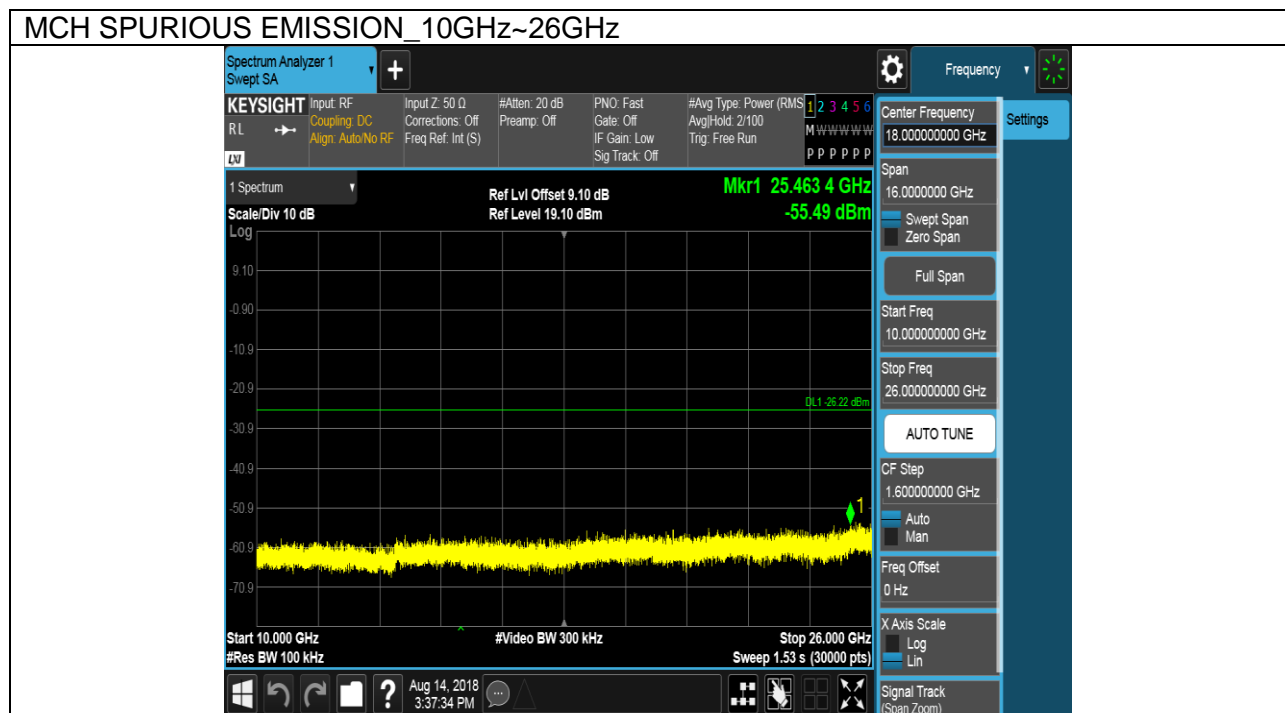 MCH SPURIOUS EMISSION_10GHz~26GHz
Spectrum Analyzer 1
Swept SA
+
Frequency
KEYSIGHT
RL
LXI
Input: RF
Coupling: DC
Align: Auto/No RF
Input Z: 50 Ω
Corrections: Off
Freq Ref: Int (S)
#Atten: 20 dB
Preamp: Off
PNO: Fast
Gate: Off
IF Gain: Low
Sig Track: Off
#Avg Type: Power (RMS
Avg|Hold: 2/100
Trig: Free Run
1 2 3 4 5 6
M W W W W W
P P P P P P
Center Frequency
18.000000000 GHz
Settings
Span
16.0000000 GHz
Swept Span
Zero Span
Full Span
Start Freq
10.000000000 GHz
Stop Freq
26.000000000 GHz
AUTO TUNE
CF Step
1.600000000 GHz
Auto
Man
Freq Offset
0 Hz
X Axis Scale
Log
Lin
Signal Track
(Span Zoom)
1 Spectrum
Scale/Div 10 dB
Ref Lvl Offset 9.10 dB
Ref Level 19.10 dBm
Mkr1 25.463 4 GHz
-55.49 dBm
Log
9.10
-0.90
-10.9
-20.9
DL1 -26.22 dBm
-30.9
-40.9
-50.9
1
-60.9
-70.9
Start 10.000 GHz
#Video BW 300 kHz
Stop 26.000 GHz
#Res BW 100 kHz
Sweep 1.53 s (30000 pts)
?
Aug 14, 2018
3:37:34 PM